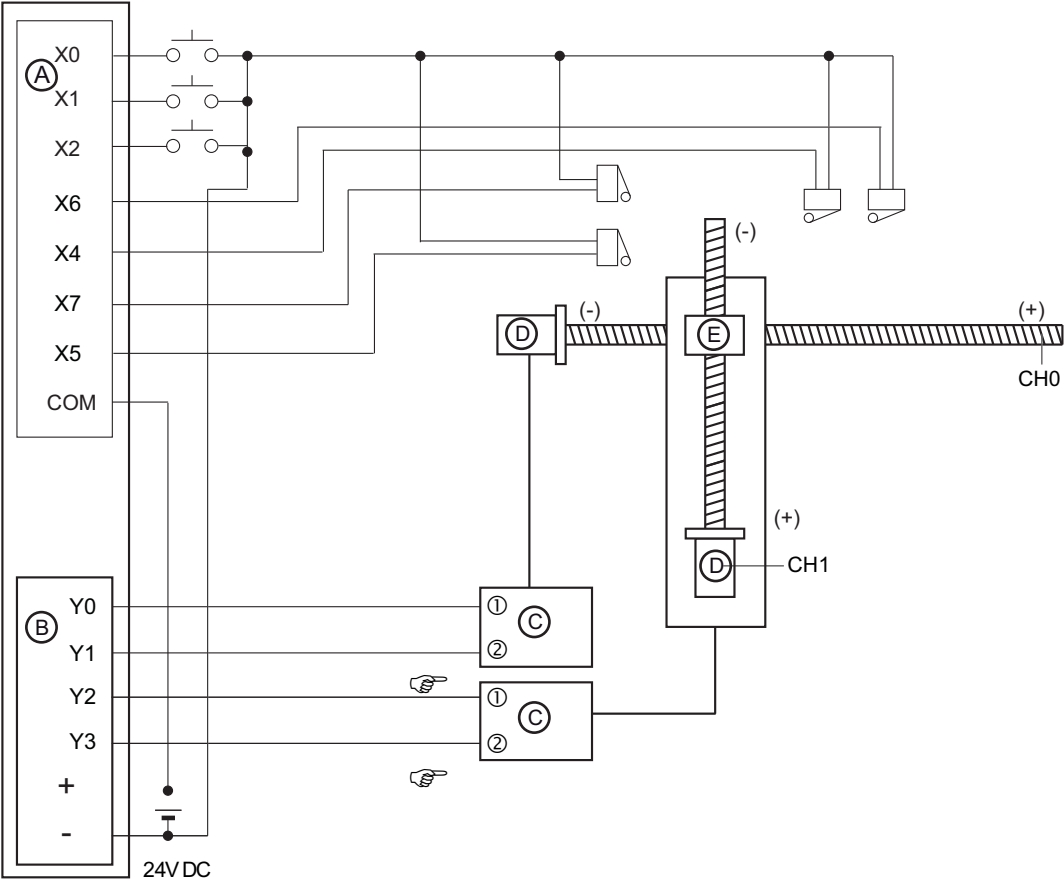 A
X0
X1
X2
X6
X4
X7
X5
COM
(-)
(-)
(+)
D
E
CH0
(+)
D
CH1
B
Y0
Y1
Y2
Y3
+
-
① C
②
① C
②
24V DC